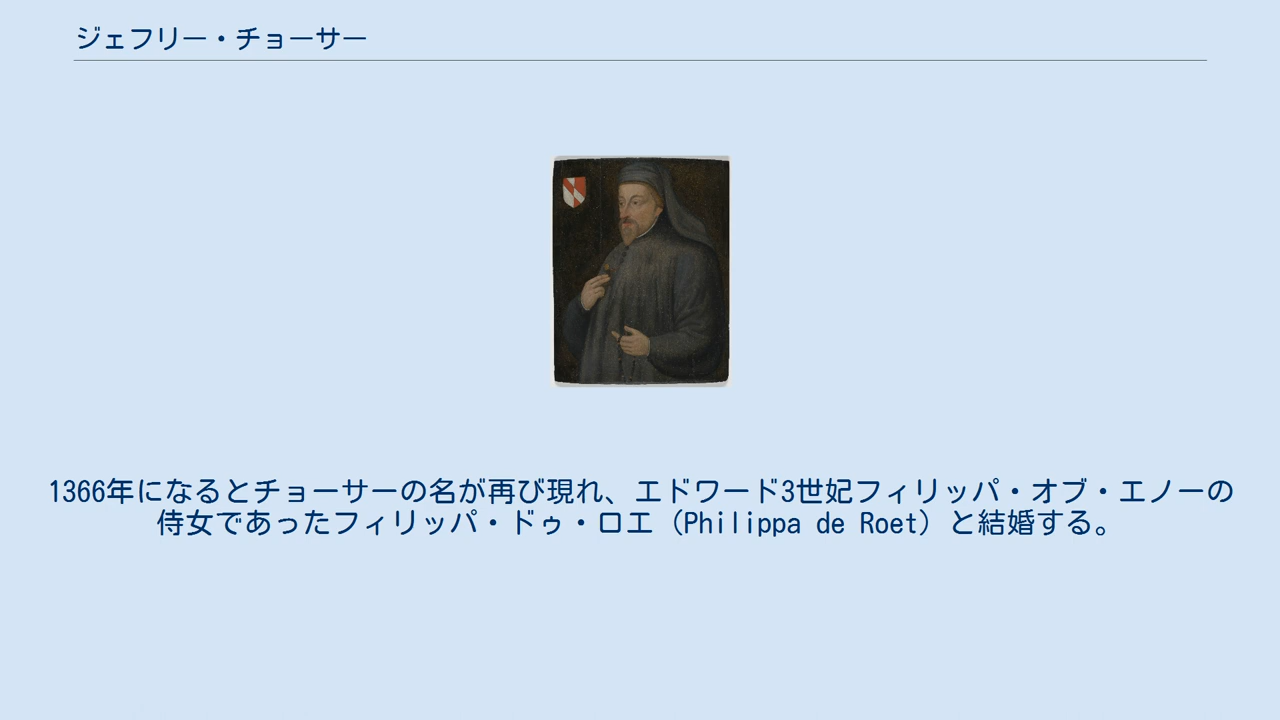 ジェフリー・チョーサー
1366年になるとチョーサーの名が再び現れ、エドワード3世妃フィリッパ・オブ・エノーの
侍女であったフィリッパ・ドゥ・ロエ（Philippa de Roet）と結婚する。